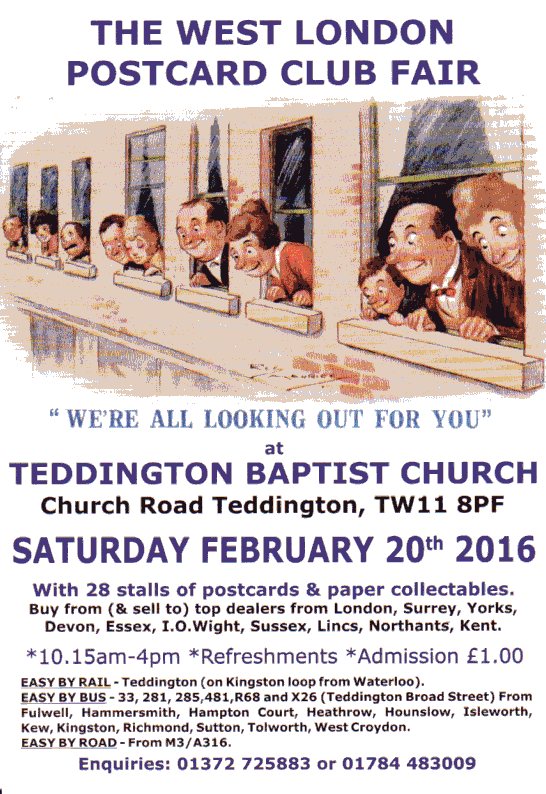 THE WEST LONDON
POSTCARD CLUB FAIR
“WE'RE ALL LOOKING OUT FOR YOU”
at
TEDDINGTON BAPTIST CHURCH
Church Road Teddington, TW11 8PF
SATURDAY FEBRUARY 20th 2016
With 28 stalls of postcards & paper collectables.
Buy from (& sell to) top dealers from London, Surrey, Yorks,
Devon, Essex, I.O.Wight, Sussex, Lincs, Northants, Kent.
*10.15am-4pm *Refreshments *Admission £1.00
EASY BY RAIL - Teddington (on Kingston loop from Waterloo).
EASY BY BUS - 33, 281, 285,481,R68 and X26 (Teddington Broad Street) From
Fulwell, Hammersmith, Hampton Court, Heathrow, Hounslow, Isleworth,
Kew, Kingston, Richmond, Sutton, Tolworth, West Croydon.
EASY BY ROAD - From M3/A316.
Enquiries: 01372 725883 or 01784 483009